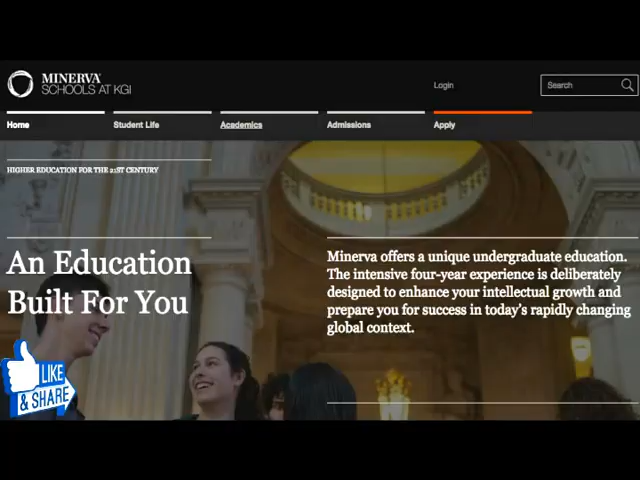 MINERVA
SCHOOLS AT KGI
Login
Search
Home
Student Life
Academics
Admissions
Apply
HIGHER EDUCATION FOR THE 21ST CENTURY
An Education
Built For You
Minerva offers a unique undergraduate education.
The intensive four-year experience is deliberately
designed to enhance your intellectual growth and
prepare you for success in today's rapidly changing
global context.
LIKE
& SHARE